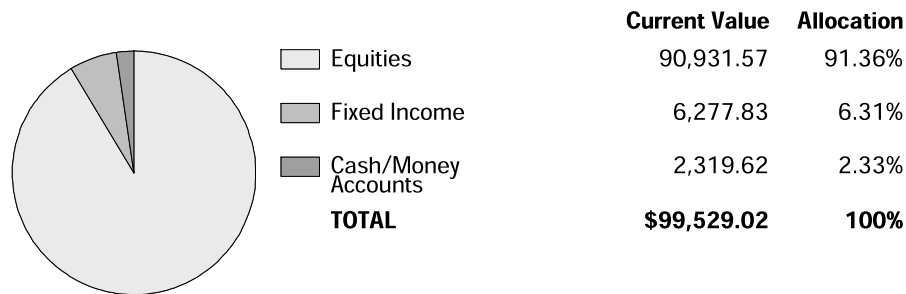 Current Value Allocation
Equities 90,931.57 91.36%
Fixed Income 6,277.83 6.31%
Cash/Money 2,319.62 2.33%
Accounts
TOTAL $99,529.02 100%